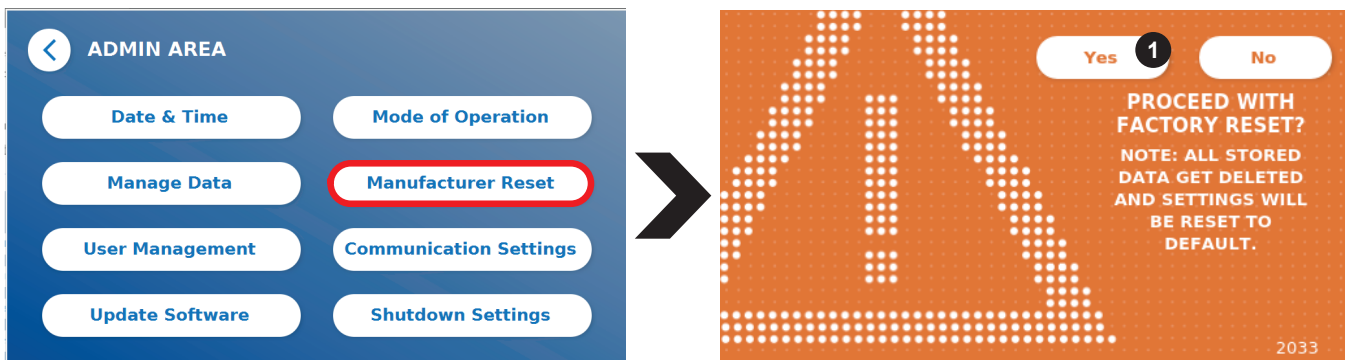 ADMIN AREA
Date & Time
Mode of Operation
Manage Data
Manufacturer Reset
User Management
Communication Settings
Update Software
Shutdown Settings
Yes
1
No
PROCEED WITH
FACTORY RESET?
NOTE: ALL STORED
DATA GET DELETED
AND SETTINGS WILL
BE RESET TO
DEFAULT.
2033